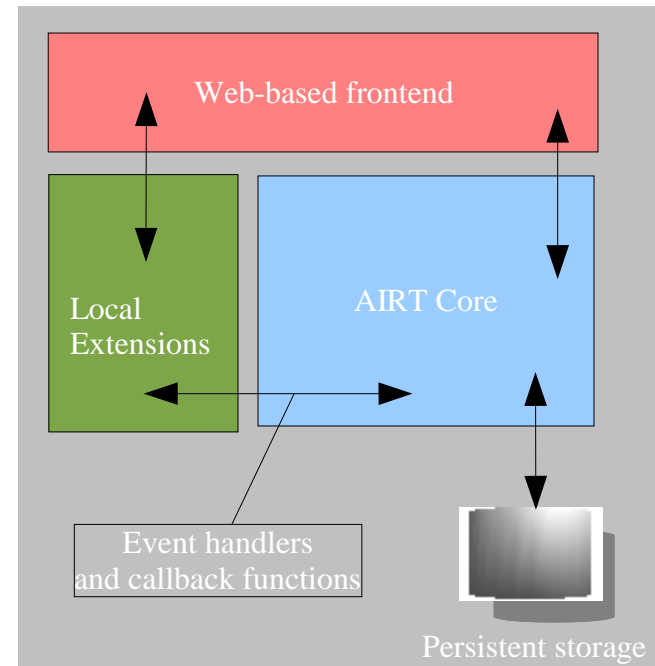 Web-based frontend
Local
Extensions
AIRT Core
Event handlers
and callback functions
Persistent storage